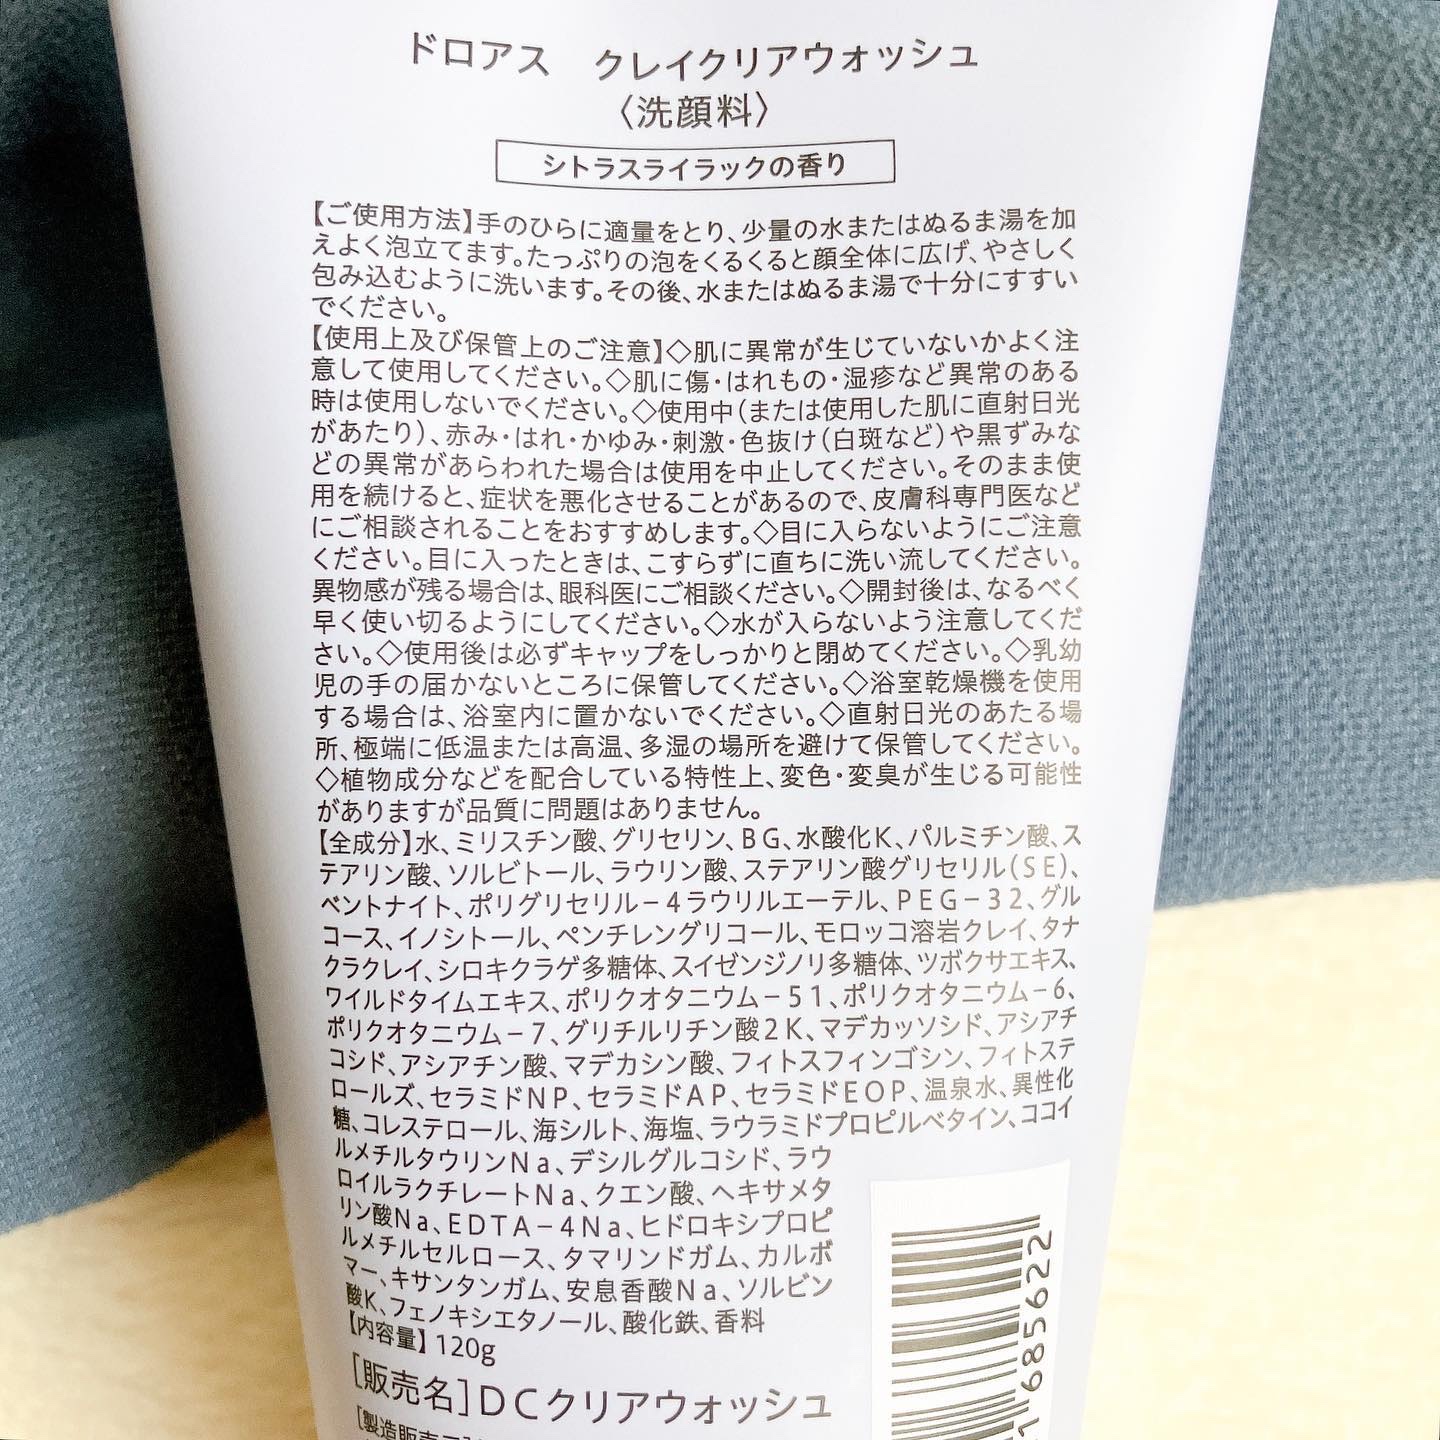 ドロアス　クレイクリアウォッシュ
〈洗顔料〉
シトラスライラックの香り
【ご使用方法】手のひらに適量をとり、少量の水またはぬるま湯を加
えよく泡立てます。たっぷりの泡をくるくると顔全体に広げ、やさしく
包み込むように洗います。その後、水またはぬるま湯で十分にすすい
でください。
【使用上及び保管上のご注意】◇肌に異常が生じていないかよく注
意して使用してください。◇肌に傷・はれもの・湿疹など異常のある
時は使用しないでください。◇使用中（または使用した肌に直射日光
があたり）、赤み・はれ・かゆみ・刺激・色抜け（白斑など）や黒ずみな
どの異常があらわれた場合は使用を中止してください。そのまま使
用を続けると、症状を悪化させることがあるので、皮膚科専門医など
にご相談されることをおすすめします。◇目に入らないようにご注意
ください。目に入ったときは、こすらずに直ちに洗い流してください。
異物感が残る場合は、眼科医にご相談ください。◇開封後は、なるべく
早く使い切るようにしてください。◇水が入らないよう注意してくだ
さい。◇使用後は必ずキャップをしっかりと閉めてください。◇乳幼
児の手の届かないところに保管してください。◇浴室乾燥機を使用
する場合は、浴室内に置かないでください。◇直射日光のあたる場
所、極端に低温または高温、多湿の場所を避けて保管してください。
◇植物成分などを配合している特性上、変色・変臭が生じる可能性
がありますが品質に問題はありません。
【全成分】水、ミリスチン酸、グリセリン、BG、水酸化K、パルミチン酸、ス
テアリン酸、ソルビトール、ラウリン酸、ステアリン酸グリセリル（SE）、
ベントナイト、ポリグリセリル－4ラウリルエーテル、PEG－32、グル
コース、イノシトール、ペンチレングリコール、モロッコ溶岩クレイ、タナ
クラクレイ、シロキクラゲ多糖体、スイゼンジノリ多糖体、ツボクサエキス、
ワイルドタイムエキス、ポリクオタニウム－51、ポリクオタニウム－6、
ポリクオタニウム－7、グリチルリチン酸2K、マデカッソシド、アシアチ
コシド、アシアチン酸、マデカシン酸、フィトスフィンゴシン、フィトステ
ロールズ、セラミドNP、セラミドAP、セラミドEOP、温泉水、異性化
糖、コレステロール、海シルト、海塩、ラウラミドプロピルベタイン、ココイ
ルメチルタウリンNa、デシルグルコシド、ラウ
ロイルラクチレートNa、クエン酸、ヘキサメタ
リン酸Na、EDTA－4Na、ヒドロキシプロピ
ルメチルセルロース、タマリンドガム、カルボ
マー、キサンタンガム、安息香酸Na、ソルビン
酸K、フェノキシエタノール、酸化鉄、香料
【内容量】120g
［販売名］DCクリアウォッシュ
［製造販売元］
1 685622